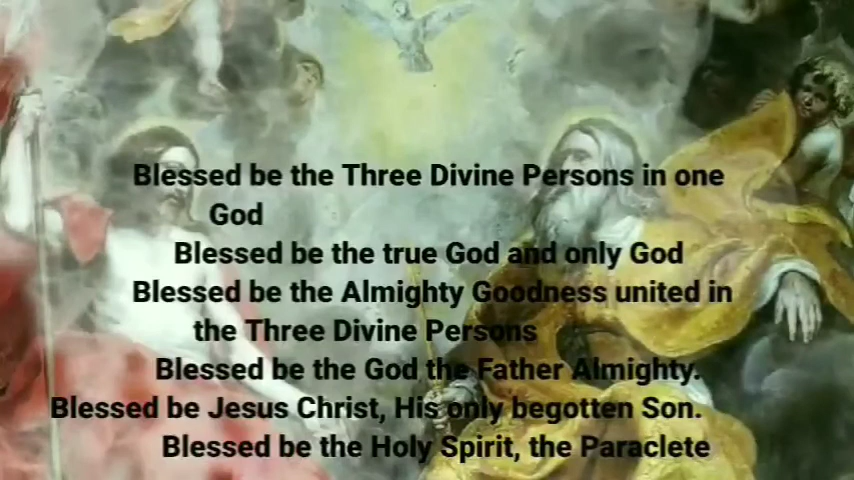 Blessed be the Three Divine Persons in one
God
Blessed be the true God and only God
Blessed be the Almighty Goodness united in
the Three Divine Persons
Blessed be the God the Father Almighty.
Blessed be Jesus Christ, His only begotten Son.
Blessed be the Holy Spirit, the Paraclete